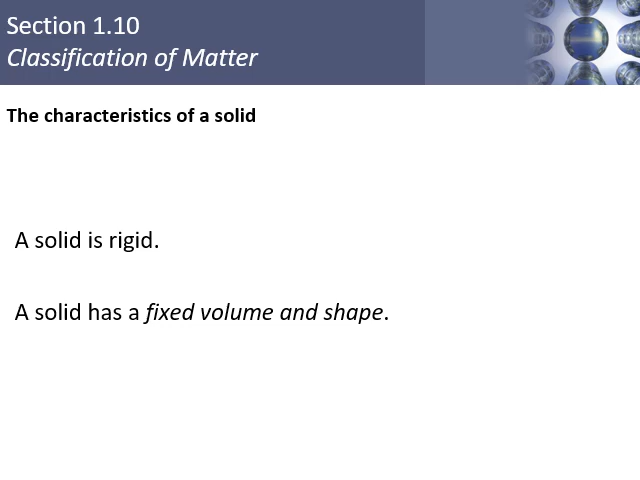 Section 1.10
Classification of Matter
The characteristics of a solid
A solid is rigid.
A solid has a fixed volume and shape.